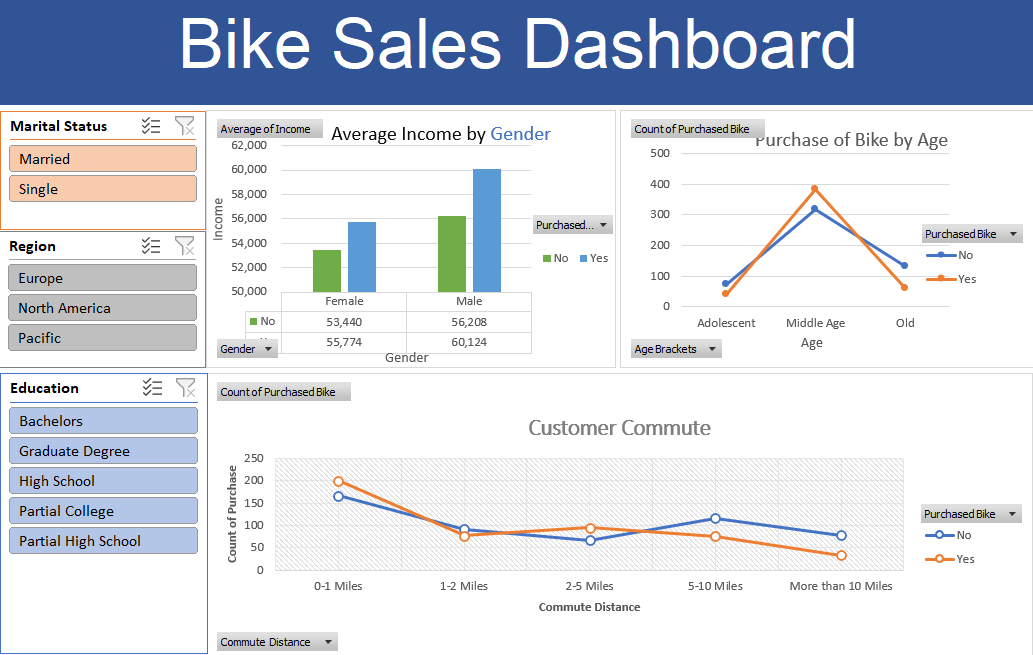 Bike Sales Dashboard
Marital Status
Married
Single
Region
Europe
North America
Pacific
Education
Bachelors
Graduate Degree
High School
Partial College
Partial High School
Average of Income
Average Income by Gender
62,000
60,000
58,000
56,000
54,000
52,000
50,000
Income
Female Male
No 53,440 56,208
55,774 60,124
Gender
Gender
Purchased...
No Yes
Count of Purchased Bike
Purchase of Bike by Age
500
400
300
200
100
0
Adolescent Middle Age Old
Age
Age Brackets
Purchased Bike
No
Yes
Count of Purchased Bike
Customer Commute
Count of Purchase
250
200
150
100
50
0
0-1 Miles 1-2 Miles 2-5 Miles 5-10 Miles More than 10 Miles
Commute Distance
Commute Distance
Purchased Bike
No
Yes